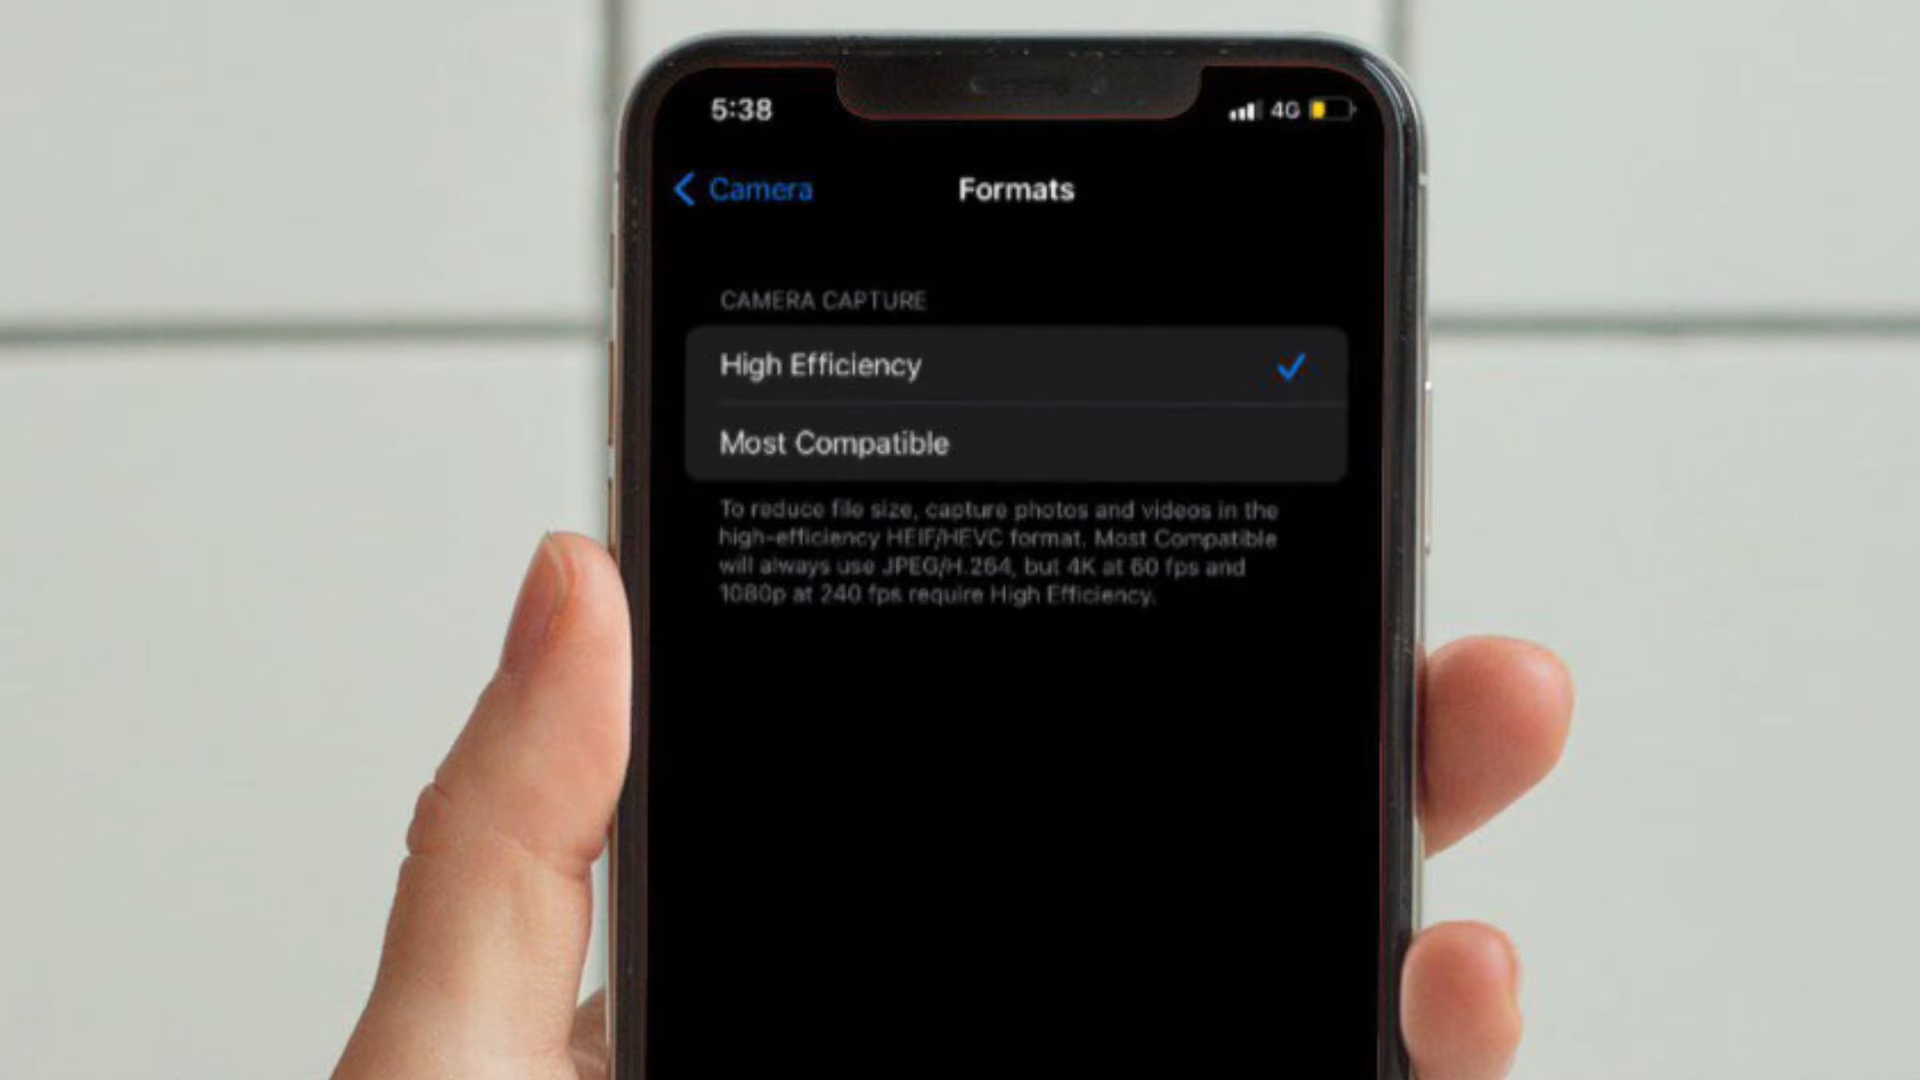 5:38
4G
Camera
Formats
CAMERA CAPTURE
High Efficiency
Most Compatible
To reduce file size, capture photos and videos in the
high-efficiency HEIF/HEVC format. Most Compatible
will always use JPEG/H.264, but 4K at 60 fps and
1080p at 240 fps require High Efficiency.